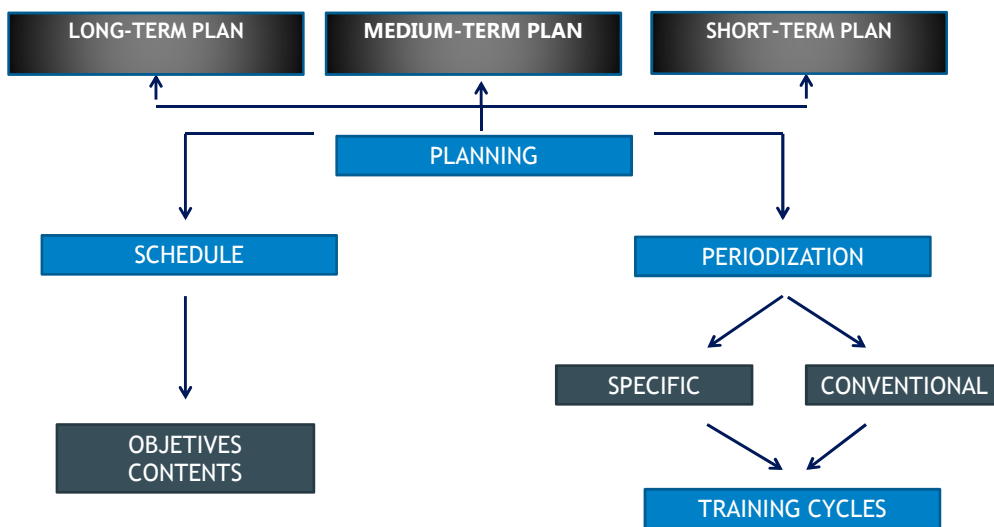 LONG-TERM PLAN
MEDIUM-TERM PLAN
SHORT-TERM PLAN
PLANNING
SCHEDULE
PERIODIZATION
SPECIFIC
CONVENTIONAL
OBJETIVES
CONTENTS
TRAINING CYCLES